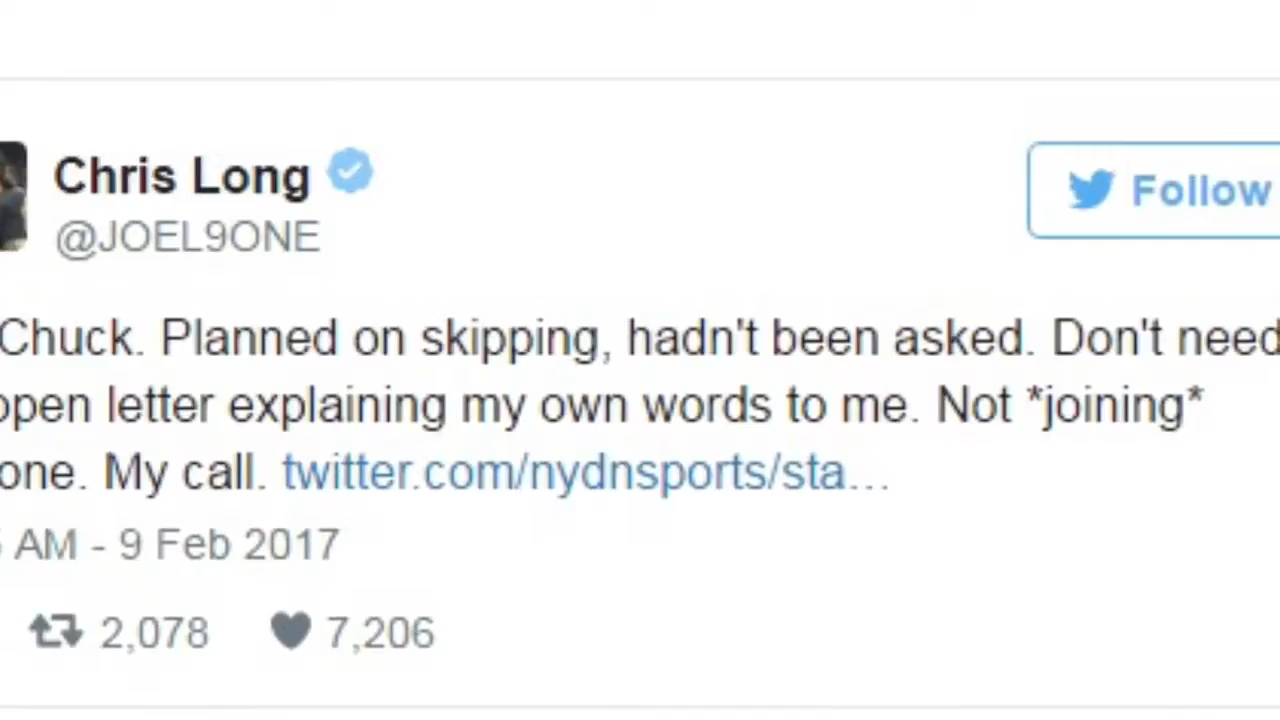 Chris Long
@JOEL9ONE
Follow
Chuck. Planned on skipping, hadn't been asked. Don't need
open letter explaining my own words to me. Not *joining*
one. My call. twitter.com/nydnsports/sta...
AM - 9 Feb 2017
2,078 7,206